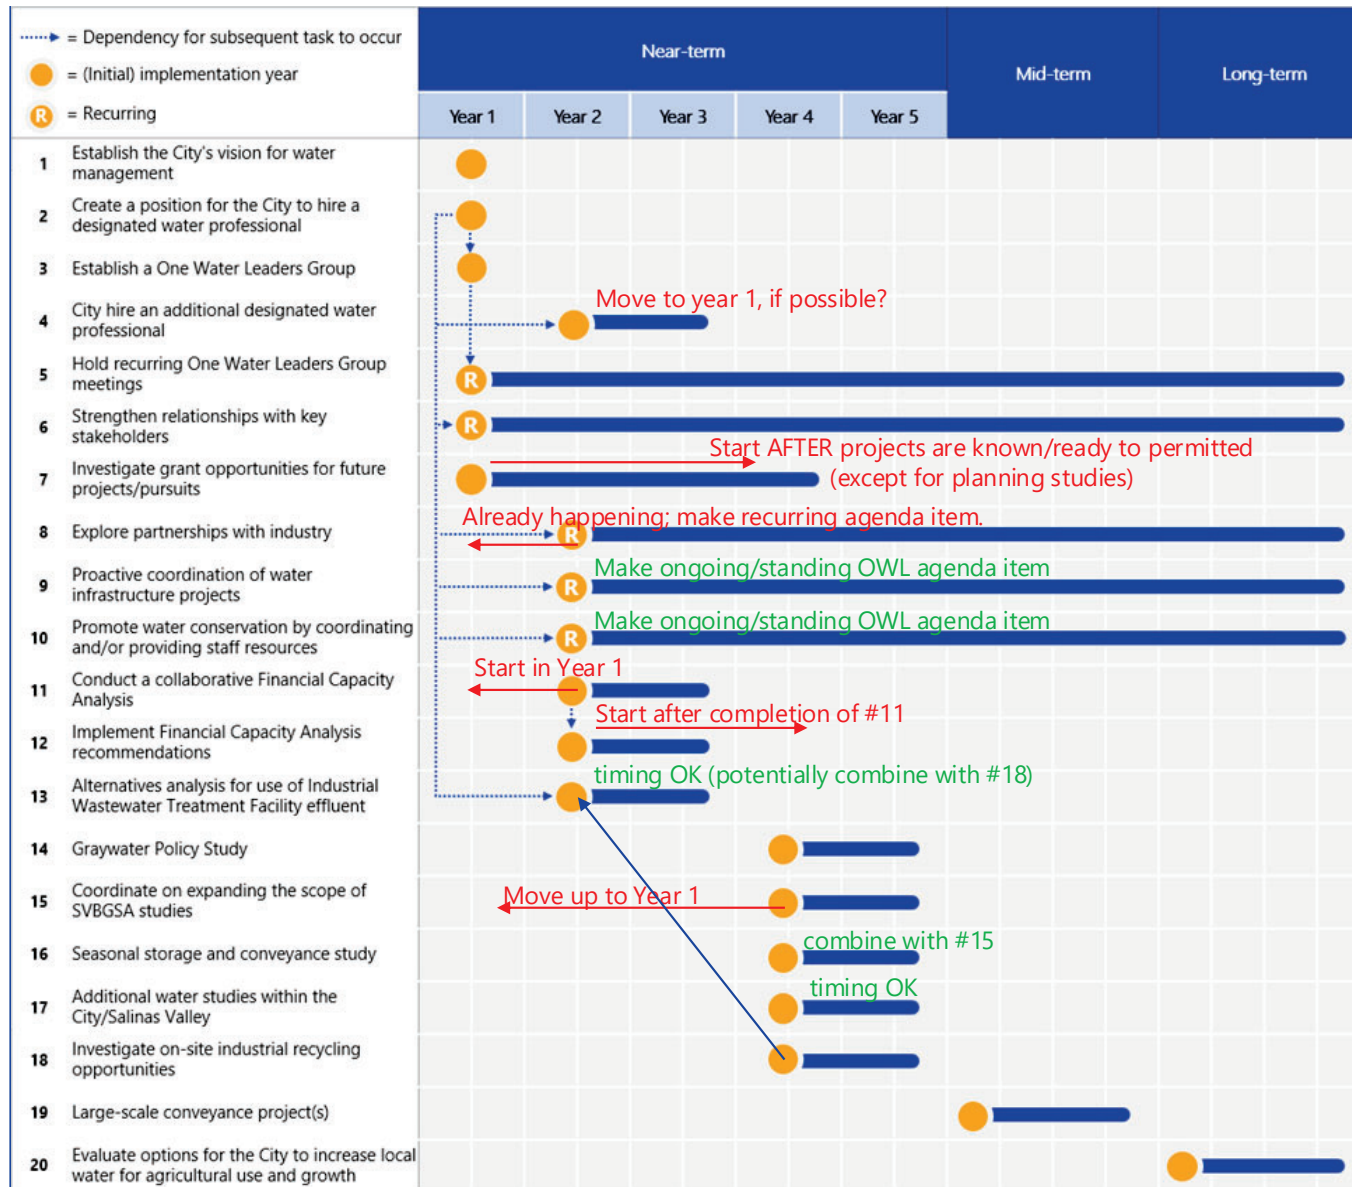 = Dependency for subsequent task to occur
= (Initial) implementation year
R = Recurring
Near-term
Mid-term
Long-term
Year 1
Year 2
Year 3
Year 4
Year 5
1 Establish the City's vision for water
management
2 Create a position for the City to hire a
designated water professional
3 Establish a One Water Leaders Group
Move to year 1, if possible?
4 City hire an additional designated water
professional
5 Hold recurring One Water Leaders Group
meetings
R
6 Strengthen relationships with key
stakeholders
R
Start AFTER projects are known/ready to permitted
(except for planning studies)
7 Investigate grant opportunities for future
projects/pursuits
Already happening; make recurring agenda item.
8 Explore partnerships with industry
R
9 Proactive coordination of water
infrastructure projects
Make ongoing/standing OWL agenda item
R
10 Promote water conservation by coordinating
and/or providing staff resources
Make ongoing/standing OWL agenda item
R
Start in Year 1
11 Conduct a collaborative Financial Capacity
Analysis
Start after completion of #11
12 Implement Financial Capacity Analysis
recommendations
timing OK (potentially combine with #18)
13 Alternatives analysis for use of Industrial
Wastewater Treatment Facility effluent
14 Graywater Policy Study
15 Coordinate on expanding the scope of
SVBGSA studies
Move up to Year 1
combine with #15
16 Seasonal storage and conveyance study
timing OK
17 Additional water studies within the
City/Salinas Valley
18 Investigate on-site industrial recycling
opportunities
19 Large-scale conveyance project(s)
20 Evaluate options for the City to increase local
water for agricultural use and growth